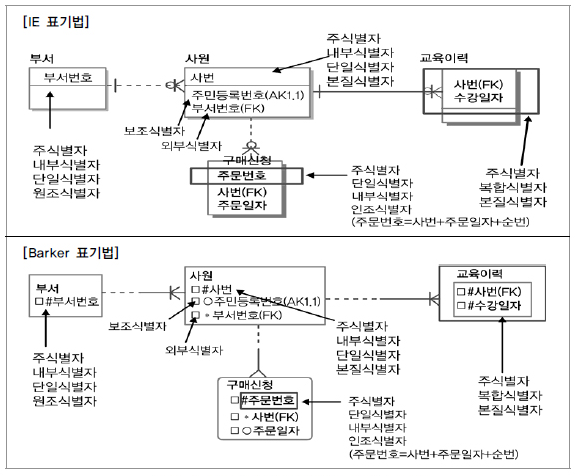 [IE 표기법]
부서
부서번호
주식별자
내부식별자
단일식별자
원조식별자
사원
사번
주민등록번호(AK1.1)
부서번호(FK)
보조식별자
외부식별자
주식별자
내부식별자
단일식별자
본질식별자
교육이력
사번(FK)
수강일자
주식별자
복합식별자
본질식별자
구매신청
주문번호
사번(FK)
주문일자
주식별자
단일식별자
내부식별자
인조식별자
(주문번호=사번+주문일자+순번)
[Barker 표기법]
부서
□#부서번호
주식별자
내부식별자
단일식별자
원조식별자
사원
□ #사번
□ ○주민등록번호(AK1.1)
□ * 부서번호(FK)
보조식별자
외부식별자
주식별자
내부식별자
단일식별자
본질식별자
교육이력
□ #사번(FK)
□ #수강일자
주식별자
복합식별자
본질식별자
구매신청
□ #주문번호
□ * 사번(FK)
□ ○주문일자
주식별자
단일식별자
내부식별자
인조식별자
(주문번호=사번+주문일자+순번)